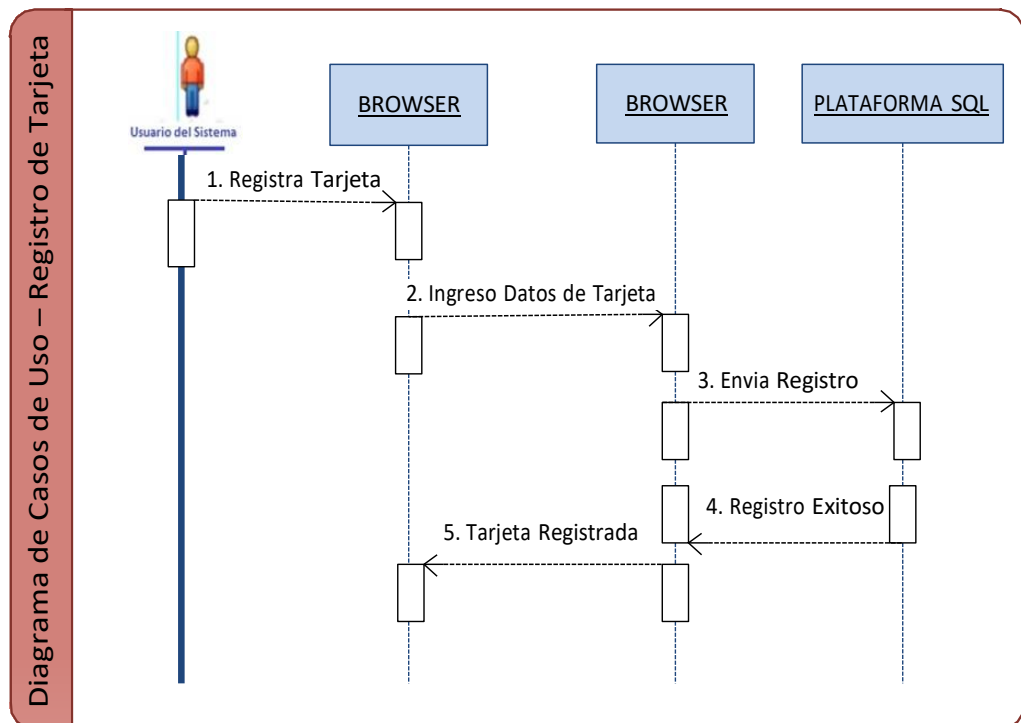 Diagrama de Casos de Uso – Registro de Tarjeta
Usuario del Sistema
BROWSER
BROWSER
PLATAFORMA SQL
1. Registra Tarjeta
2. Ingreso Datos de Tarjeta
3. Envia Registro
4. Registro Exitoso
5. Tarjeta Registrada